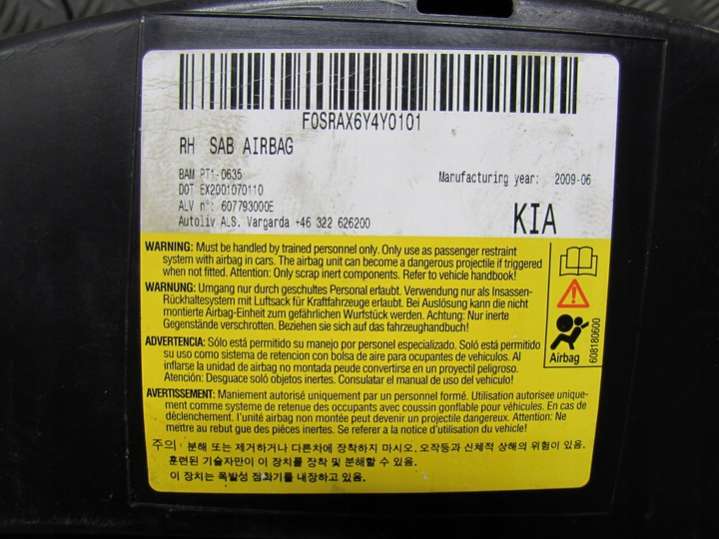 F0SRAX6Y4Y0101
RH SAB AIRBAG
BAM PT1-0635
DOT EX2001070110
ALV n°: 607793000E
Autoliv ALS. Vargarda +46 322 626200
Manufacturing year: 2009-06
KIA
WARNING: Must be handled by trained personnel only. Only use as passenger restraint
system with airbag in cars. The airbag unit can become a dangerous projectile if triggered
when not fitted. Attention: Only scrap inert components. Refer to vehicle handbook!
WARNUNG: Umgang nur durch geschultes Personal erlaubt. Verwendung nur als Insassen-
Rückhaltesystem mit Luftsack für Kraftfahrzeuge erlaubt. Bei Auslösung kann die nicht
montierte Airbag-Einheit zum gefährlichen Wurfstück werden. Achtung: Nur inerte
Gegenstände verschrotten. Beziehen sie sich auf das fahrzeughandbuch!
ADVERTENCIA: Sólo está permitido su manejo por personel especializado. Soló está permitido
su uso como sistema de retencion con bolsa de aire para ocupantes de vehículos. Al
inflarse la unidad de airbag no montada peude convertirse en un proyectil peligroso.
Atención: Desguace soló objetos inertes. Consulatar el manual de uso del vehículo!
AVERTISSEMENT: Maniement autorisé uniquement par un personnel formé. Utilisation autorisee unique-
ment comme systeme de retenue des occupants avec coussin gonflable pour véhicules. En cas de
déclenchement. l'unité airbag non montée peut devenir un projectile dangereux. Attention: Ne
mettre au rebut gue des piéces inertes. Se referer a la notice d'utilisation du vehicule!
주의: 분해 또는 제거하거나 다른차에 장착하지 마시오. 오작동과 신체적 상해의 위험이 있음.
훈련된 기술자만이 이 장치를 장착 및 분해할 수 있음.
이 장치는 폭발성 점화기를 내장하고 있음.
Airbag
608180600